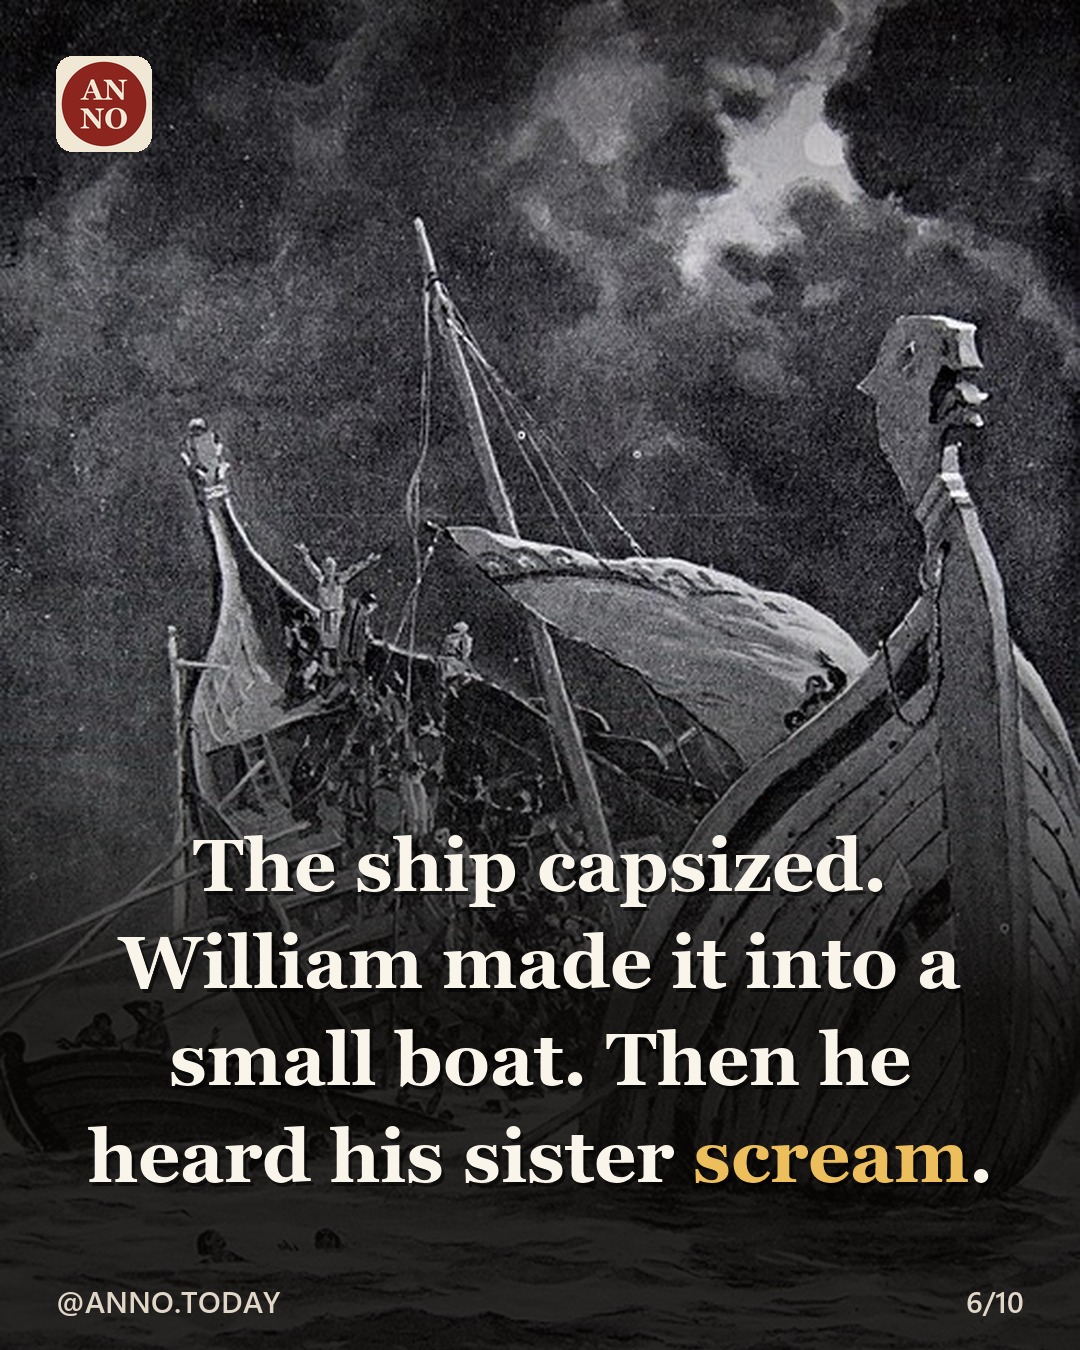 AN
NO
The ship capsized.
William made it into a
small boat. Then he
heard his sister scream.
@ANNO.TODAY
6/10